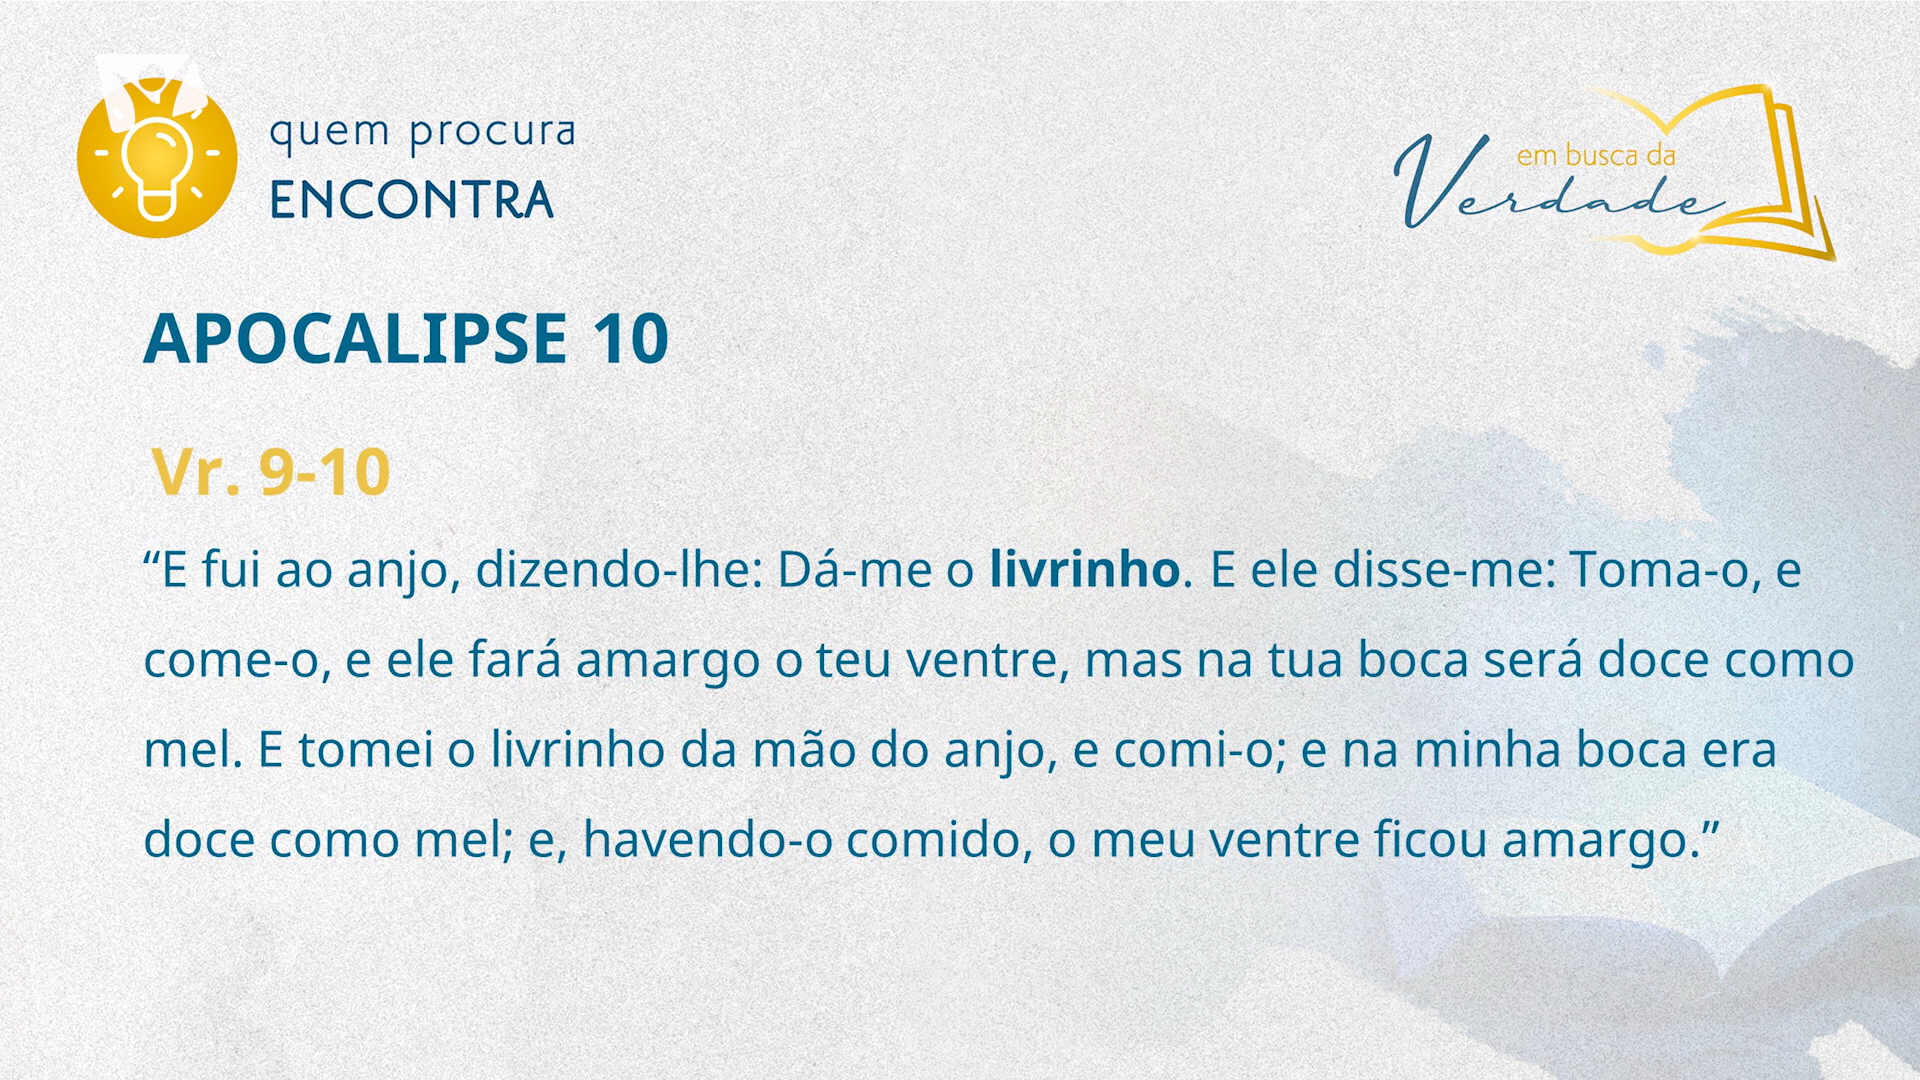 quem procura
ENCONTRA
em busca da
Verdade
APOCALIPSE 10
Vr. 9-10
“E fui ao anjo, dizendo-lhe: Dá-me o livrinho. E ele disse-me: Toma-o, e
come-o, e ele fará amargo o teu ventre, mas na tua boca será doce como
mel. E tomei o livrinho da mão do anjo, e comi-o; e na minha boca era
doce como mel; e, havendo-o comido, o meu ventre ficou amargo.”